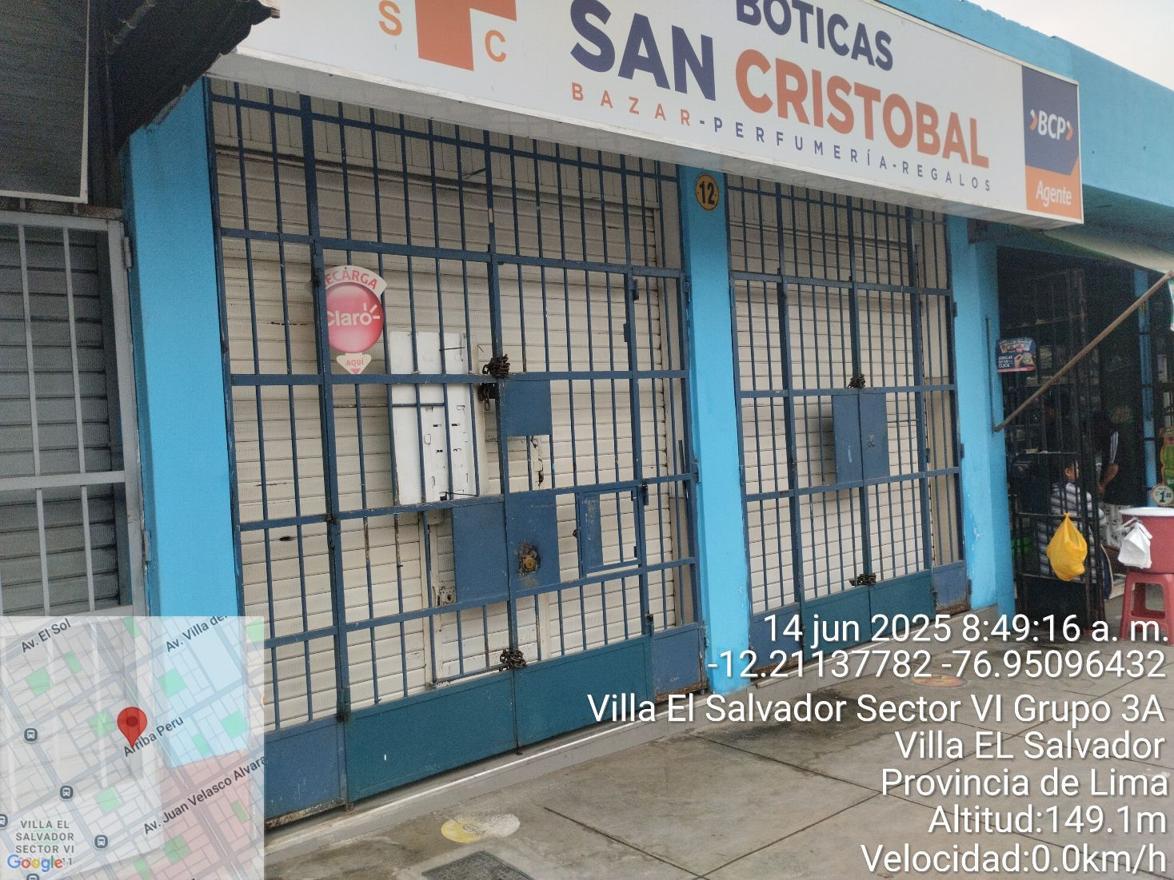 BOTICAS
S C
SAN CRISTOBAL
BAZAR-PERFUMERÍA-REGALOS
BCP
Agente
12
RECARGA
Claro
AQUÍ
14 jun 2025 8:49:16 a. m.
-12.21137782 -76.95096432
Villa El Salvador Sector VI Grupo 3A
Villa EL Salvador
Provincia de Lima
Altitud:149.1m
Velocidad:0.0km/h
Av. El Sol
Av. Villa de
Arriba Peru
Av. Juan Velasco Alvara
VILLA EL
SALVADOR
SECTOR VI
Google